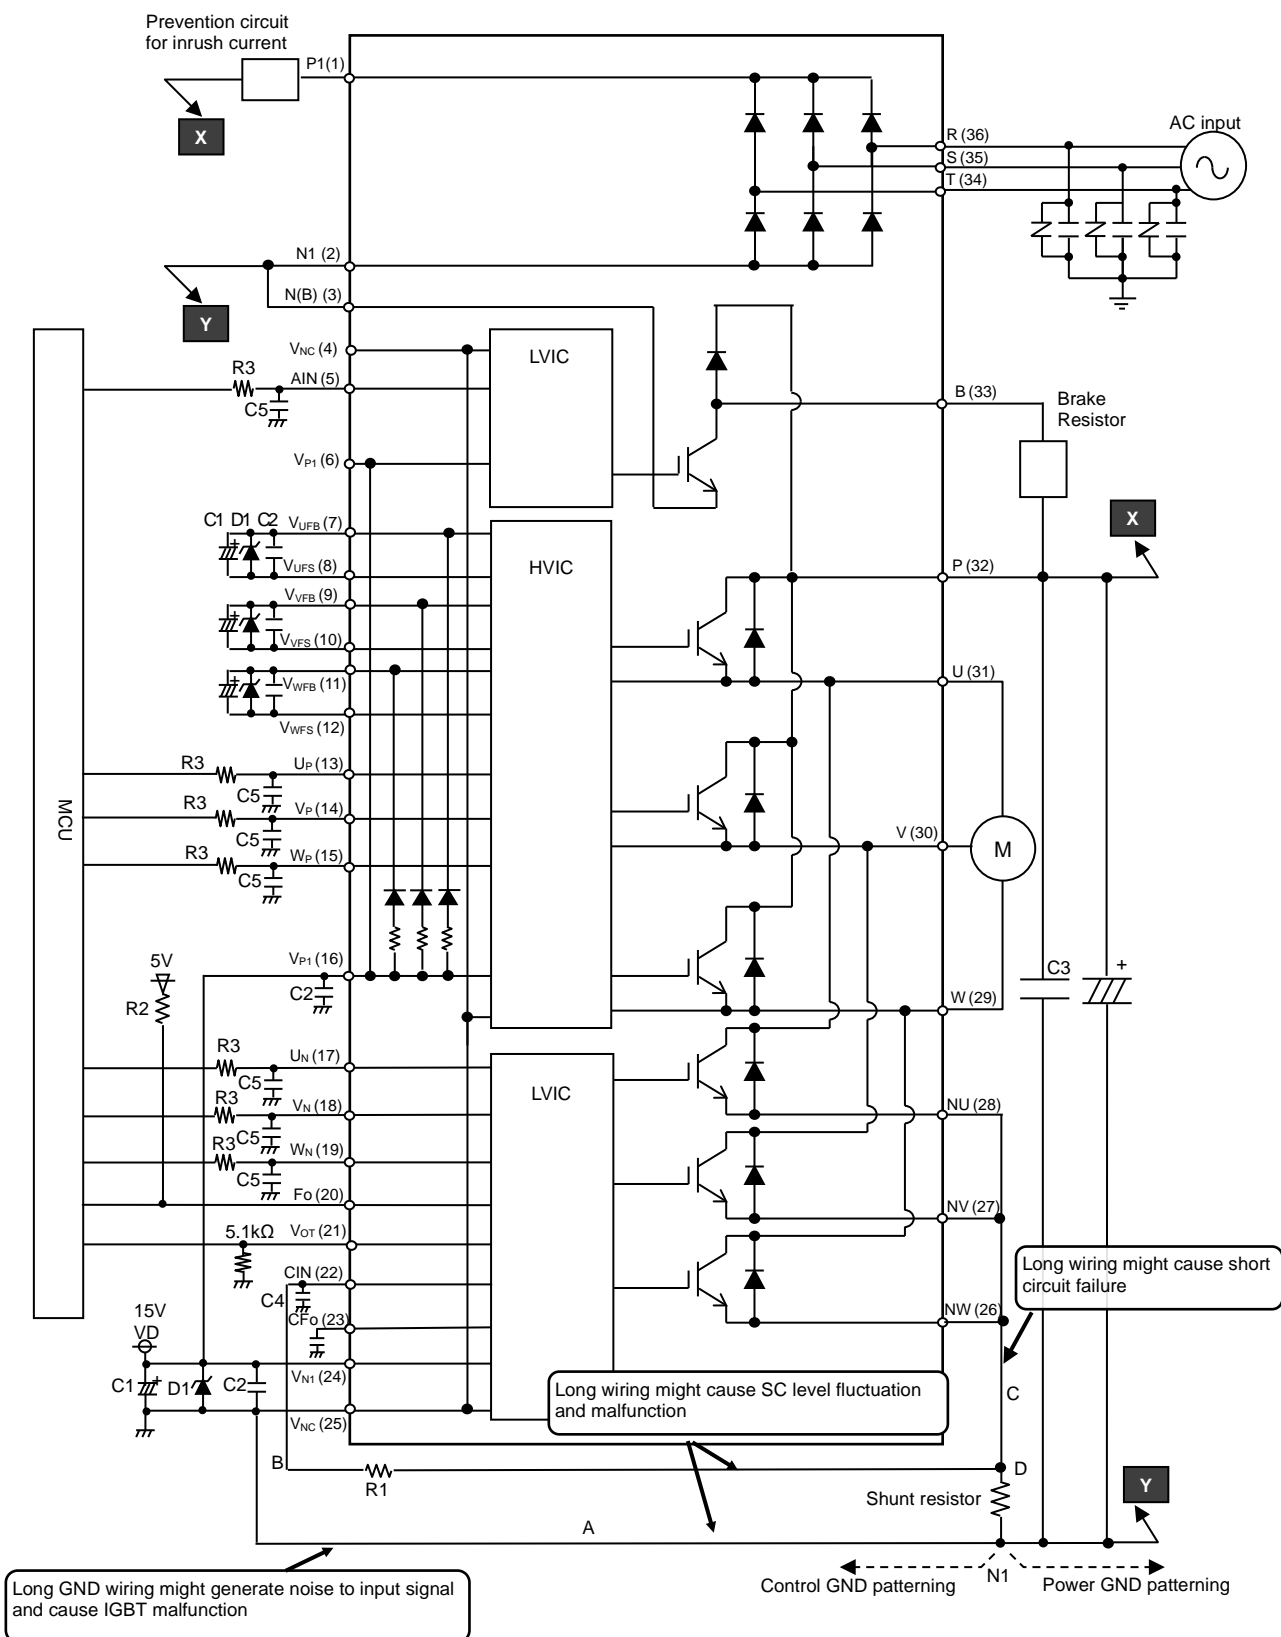 Prevention circuit
for inrush current
P1(1)
X
AC input
R (36)
S (35)
T (34)
N1 (2)
N(B) (3)
Y
VNC (4)
LVIC
R3
AIN (5)
C5
B (33)
Brake
Resistor
VP1 (6)
X
C1 D1 C2
VUFB (7)
HVIC
VUFS (8)
P (32)
VVFB (9)
VVFS (10)
VWFB (11)
U (31)
VWFS (12)
R3
UP (13)
C5
R3
VP (14)
MCU
C5
V (30)
M
R3
WP (15)
C5
5V
VP1 (16)
C3
+
R2
C2
W (29)
R3
UN (17)
C5
LVIC
R3
VN (18)
NU (28)
C5
R3
WN (19)
C5
Fo (20)
NV (27)
5.1kΩ
VOT (21)
Long wiring might cause short
circuit failure
CIN (22)
C4
15V
VD
CFo (23)
NW (26)
C1
+
D1
C2
VN1 (24)
Long wiring might cause SC level fluctuation
and malfunction
C
VNC (25)
B
R1
D
Shunt resistor
Y
A
Control GND patterning
N1
Power GND patterning
Long GND wiring might generate noise to input signal
and cause IGBT malfunction